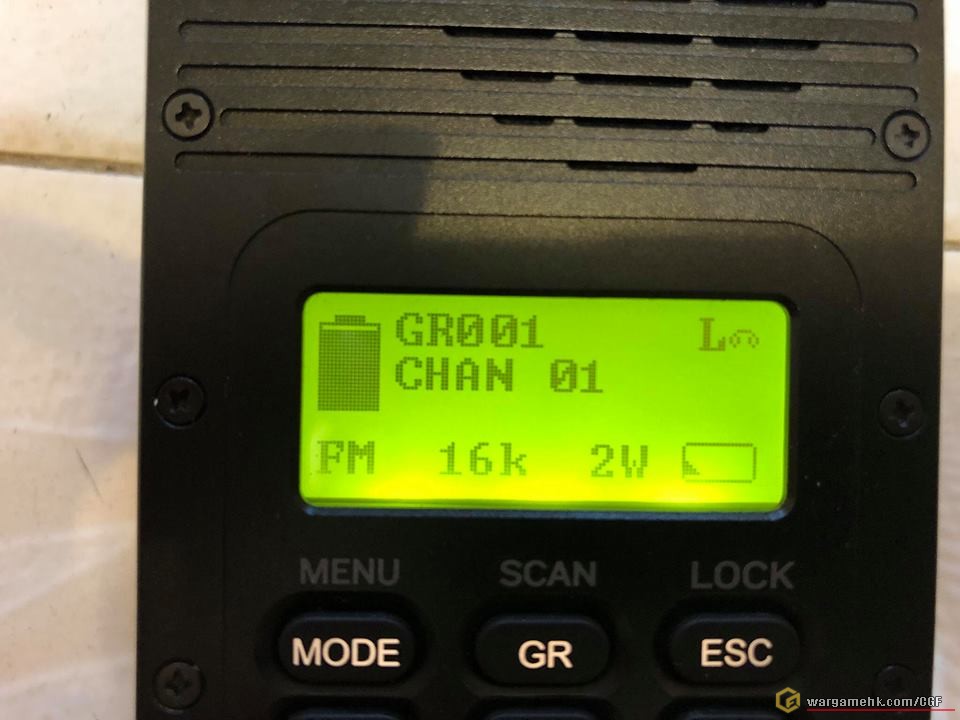 GR001
L
CHAN 01
FM 16k 2W
MENU SCAN LOCK
MODE GR ESC
wargamehk.com/CGF